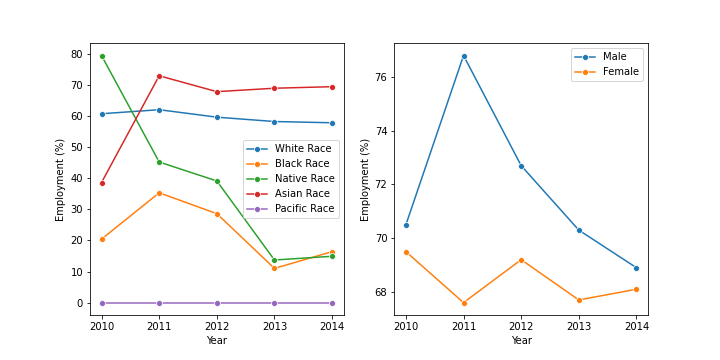 80
70
60
50
40
30
20
10
0
Employment (%)
2010 2011 2012 2013 2014
Year
White Race
Black Race
Native Race
Asian Race
Pacific Race
76
74
72
70
68
Employment (%)
2010 2011 2012 2013 2014
Year
Male
Female